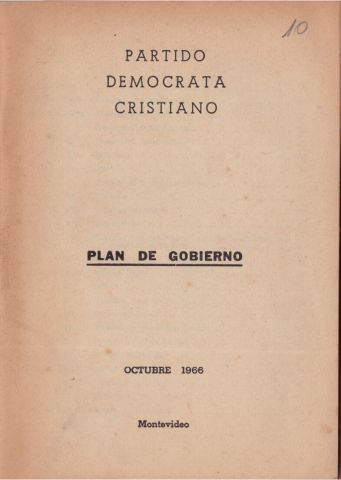 10
PARTIDO
DEMOCRATA
CRISTIANO
PLAN DE GOBIERNO
OCTUBRE 1966
Montevideo